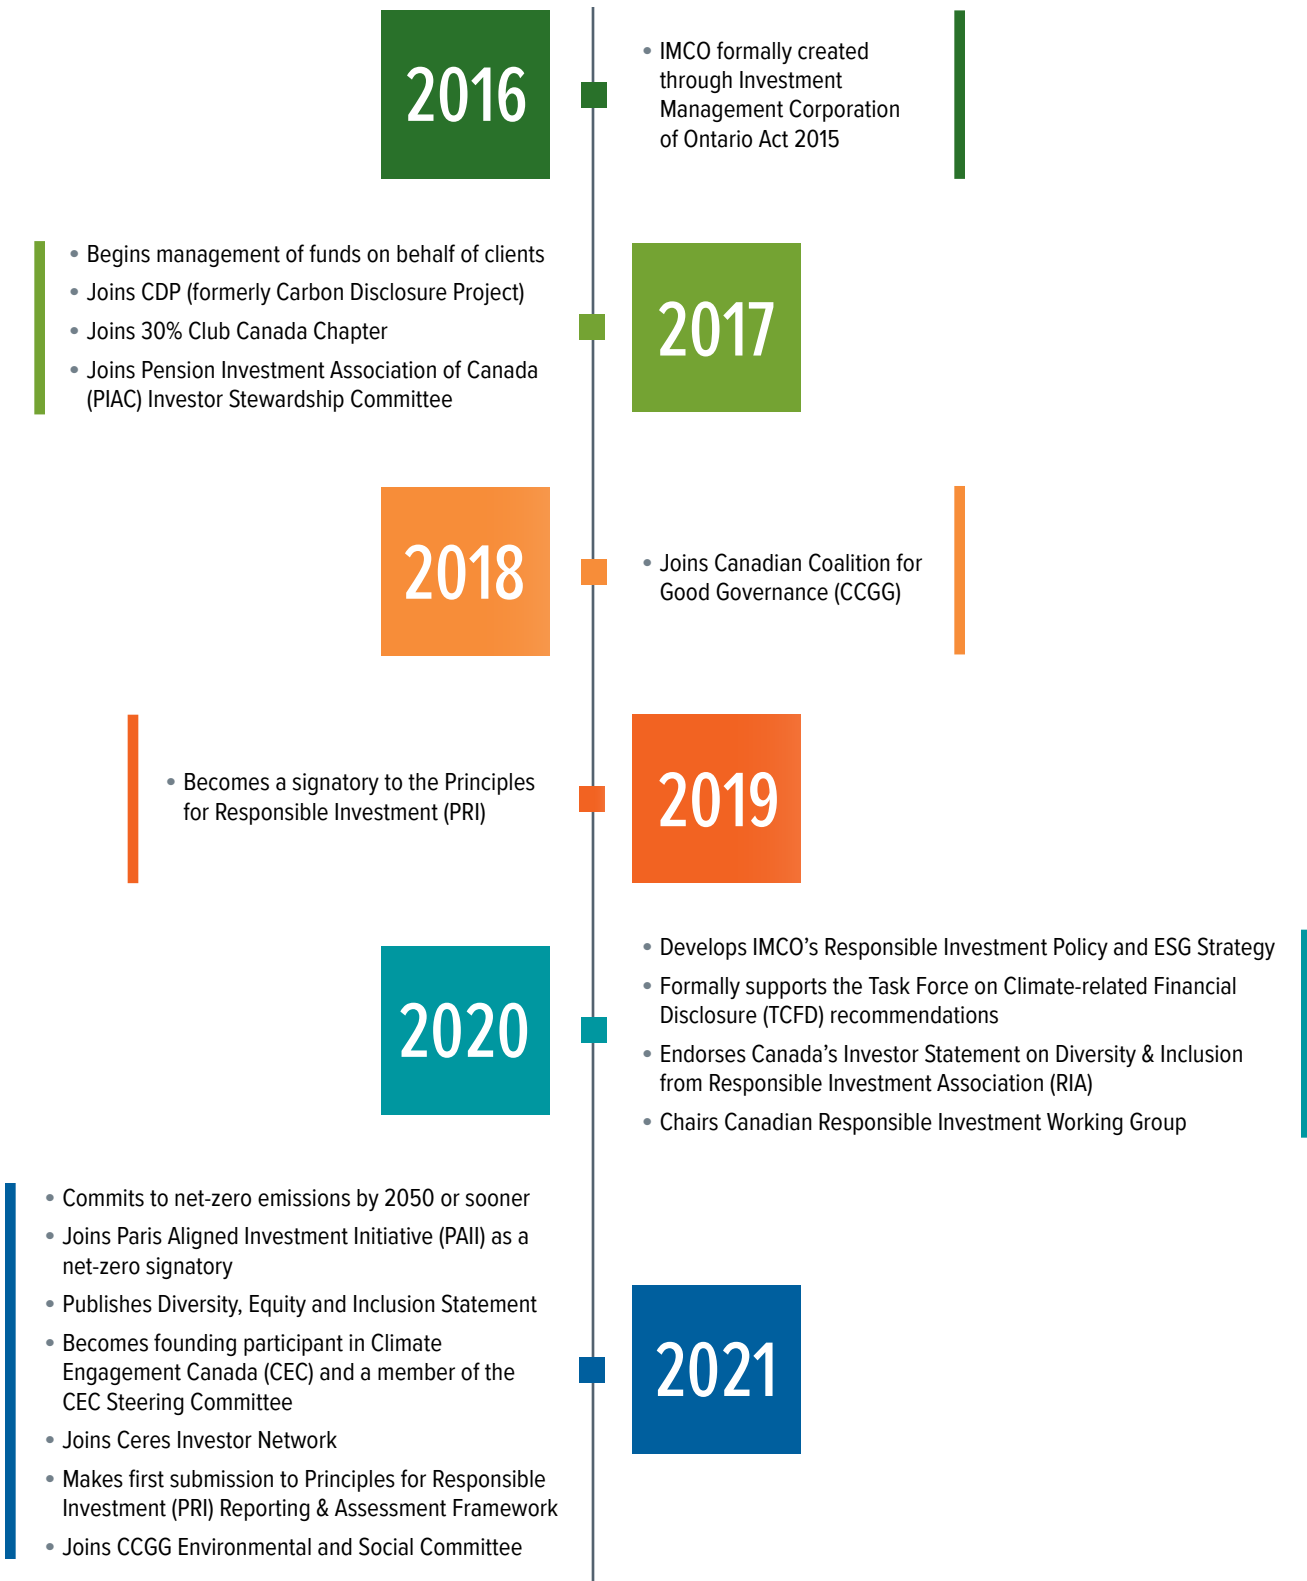 2016
• IMCO formally created
through Investment
Management Corporation
of Ontario Act 2015
• Begins management of funds on behalf of clients
• Joins CDP (formerly Carbon Disclosure Project)
• Joins 30% Club Canada Chapter
• Joins Pension Investment Association of Canada
(PIAC) Investor Stewardship Committee
2017
2018
• Joins Canadian Coalition for
Good Governance (CCGG)
• Becomes a signatory to the Principles
for Responsible Investment (PRI)
2019
2020
• Develops IMCO’s Responsible Investment Policy and ESG Strategy
• Formally supports the Task Force on Climate-related Financial
Disclosure (TCFD) recommendations
• Endorses Canada’s Investor Statement on Diversity & Inclusion
from Responsible Investment Association (RIA)
• Chairs Canadian Responsible Investment Working Group
• Commits to net-zero emissions by 2050 or sooner
• Joins Paris Aligned Investment Initiative (PAII) as a
net-zero signatory
• Publishes Diversity, Equity and Inclusion Statement
• Becomes founding participant in Climate
Engagement Canada (CEC) and a member of the
CEC Steering Committee
• Joins Ceres Investor Network
• Makes first submission to Principles for Responsible
Investment (PRI) Reporting & Assessment Framework
• Joins CCGG Environmental and Social Committee
2021